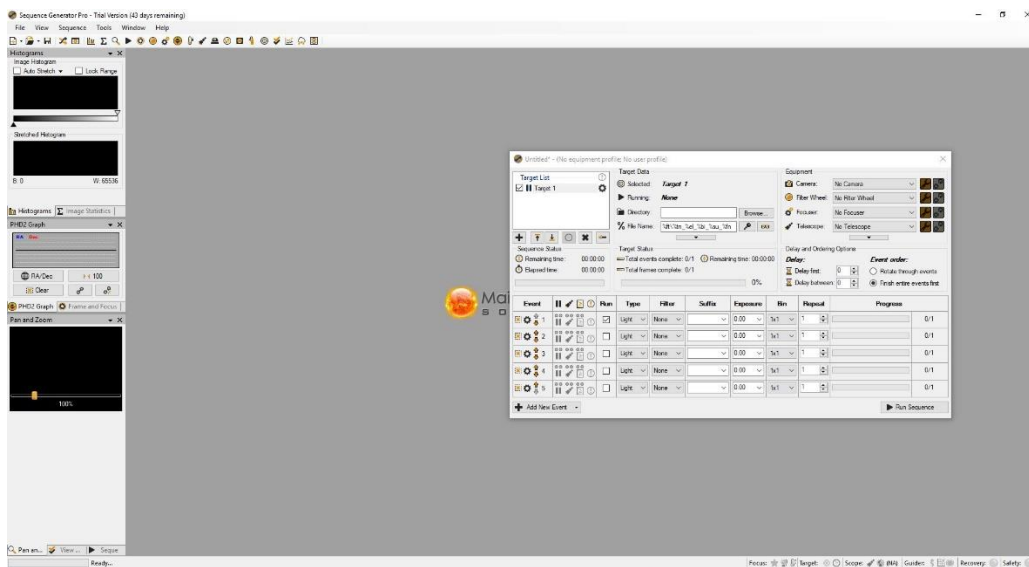 Sequence Generator Pro - Trial Version (43 days remaining)
File View Sequence Tools Window Help
Histograms
Image Histogram
Auto Stretch
Lock Range
Stretched Histogram
B: 0 W: 65536
Histograms Image Statistics
PHD2 Graph
RA Dec
RA/Dec
100
Clear
PHD2 Graph Frame and Focus
Pan and Zoom
100%
Pan an... View ... Seque
Ready...
Mai
Untitled* - (No equipment profile; No user profile)
Target List
Target 1
Target Data
Selected: Target 1
Running: None
Directory Browse...
File Name:
Equipment
Camera: No Camera
Filter Wheel: No Filter Wheel
Focuser: No Focuser
Telescope: No Telescope
Sequence Status
Remaining time: 00:00:00
Elapsed time: 00:00:00
Target Status
Total events complete: 0/1 Remaining time: 00:00:00
Total frames complete: 0/1
0%
Delay and Ordering Options
Delay: Event order:
Delay first: 0 Rotate through events
Delay between: 0 Finish entire events first
Event Run Type Filter Suffix Exposure Bin Repeat Progress
1 Light None 0.00 1x1 1 0/1
2 Light None 0.00 1x1 1 0/1
3 Light None 0.00 1x1 1 0/1
4 Light None 0.00 1x1 1 0/1
5 Light None 0.00 1x1 1 0/1
Add New Event Run Sequence
Focus: Target: Scope: (NA) Guider: Recovery: Safety: